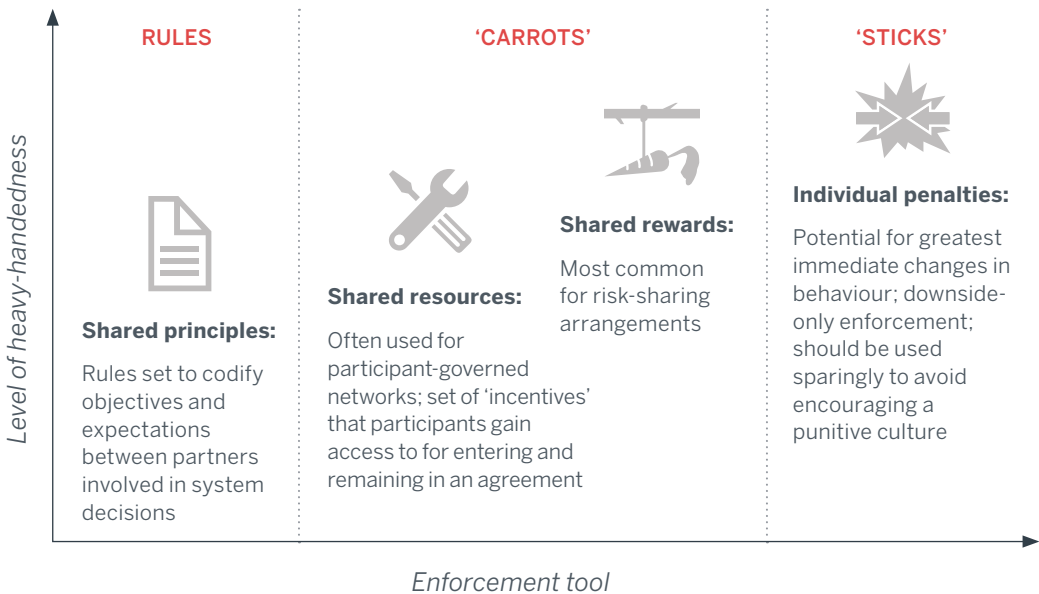 RULES
‘CARROTS’
‘STICKS’
Level of heavy-handedness
Shared principles:
Rules set to codify
objectives and
expectations
between partners
involved in system
decisions
Shared resources:
Often used for
participant-governed
networks; set of ‘incentives’
that participants gain
access to for entering and
remaining in an agreement
Shared rewards:
Most common
for risk-sharing
arrangements
Individual penalties:
Potential for greatest
immediate changes in
behaviour; downside-
only enforcement;
should be used
sparingly to avoid
encouraging a
punitive culture
Enforcement tool